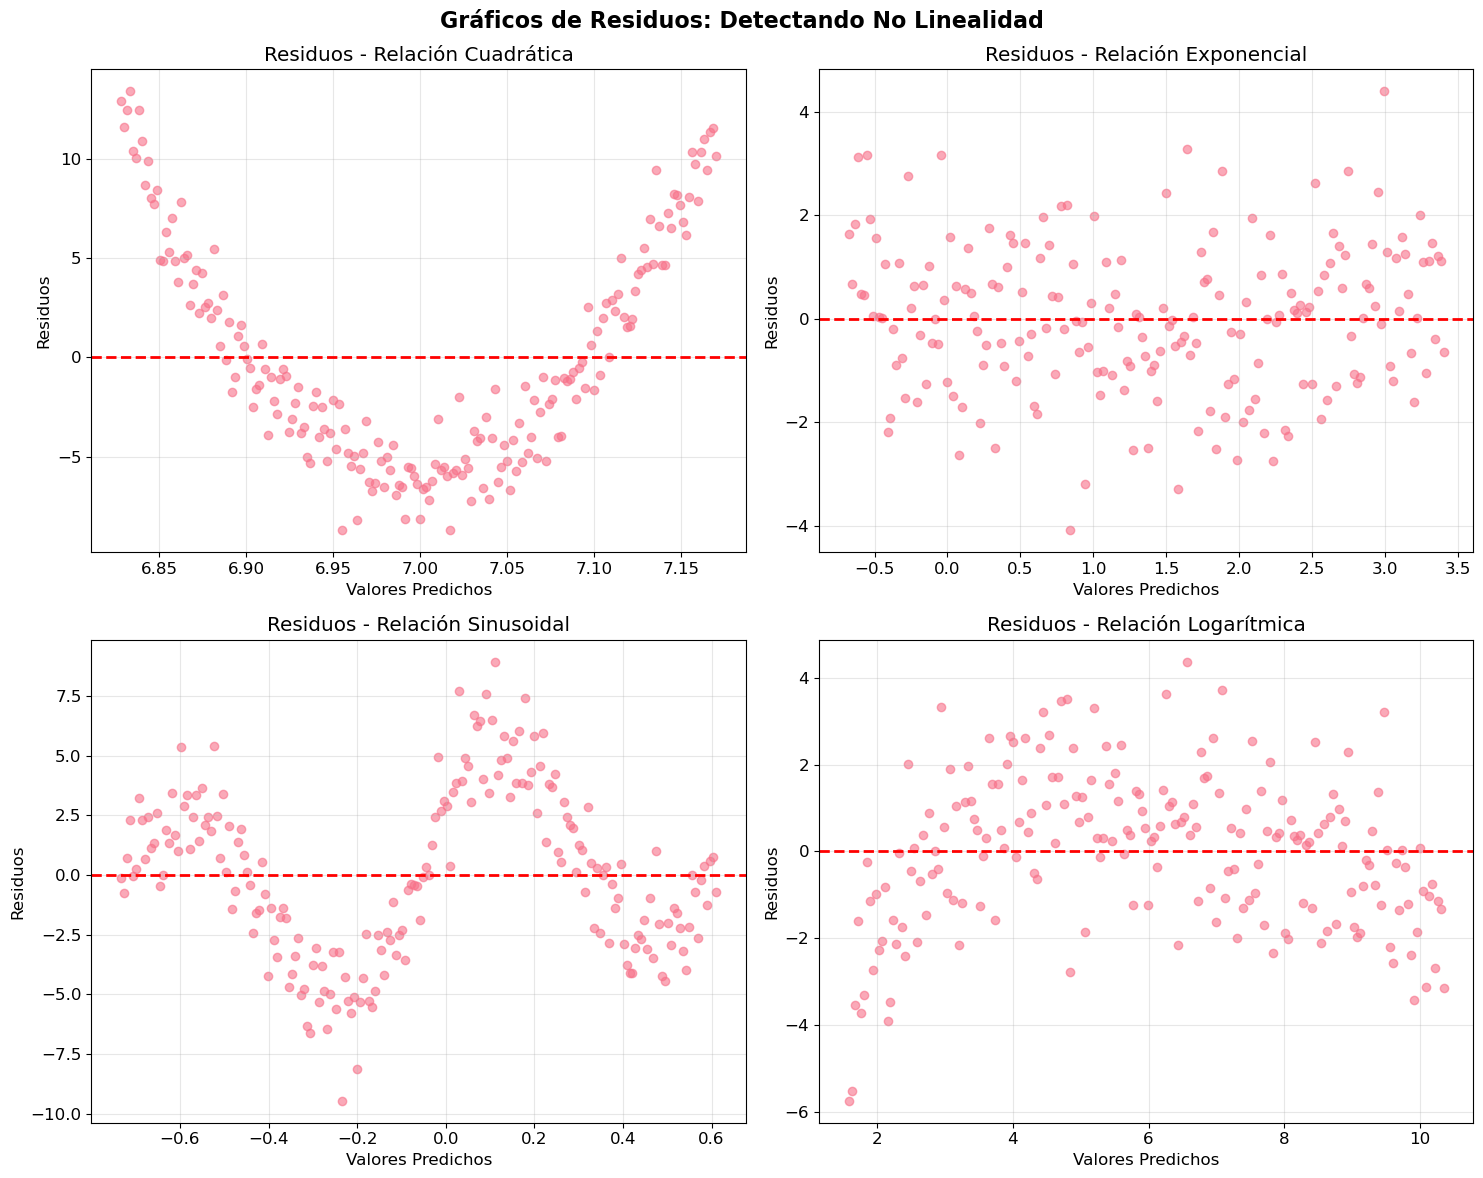 Gráficos de Residuos: Detectando No Linealidad
Residuos - Relación Cuadrática
Residuos
10
5
0
−5
6.85 6.90 6.95 7.00 7.05 7.10 7.15
Valores Predichos
Residuos - Relación Exponencial
Residuos
4
2
0
−2
−4
−0.5 0.0 0.5 1.0 1.5 2.0 2.5 3.0 3.5
Valores Predichos
Residuos - Relación Sinusoidal
Residuos
7.5
5.0
2.5
0.0
−2.5
−5.0
−7.5
−10.0
−0.6 −0.4 −0.2 0.0 0.2 0.4 0.6
Valores Predichos
Residuos - Relación Logarítmica
Residuos
4
2
0
−2
−4
−6
2 4 6 8 10
Valores Predichos